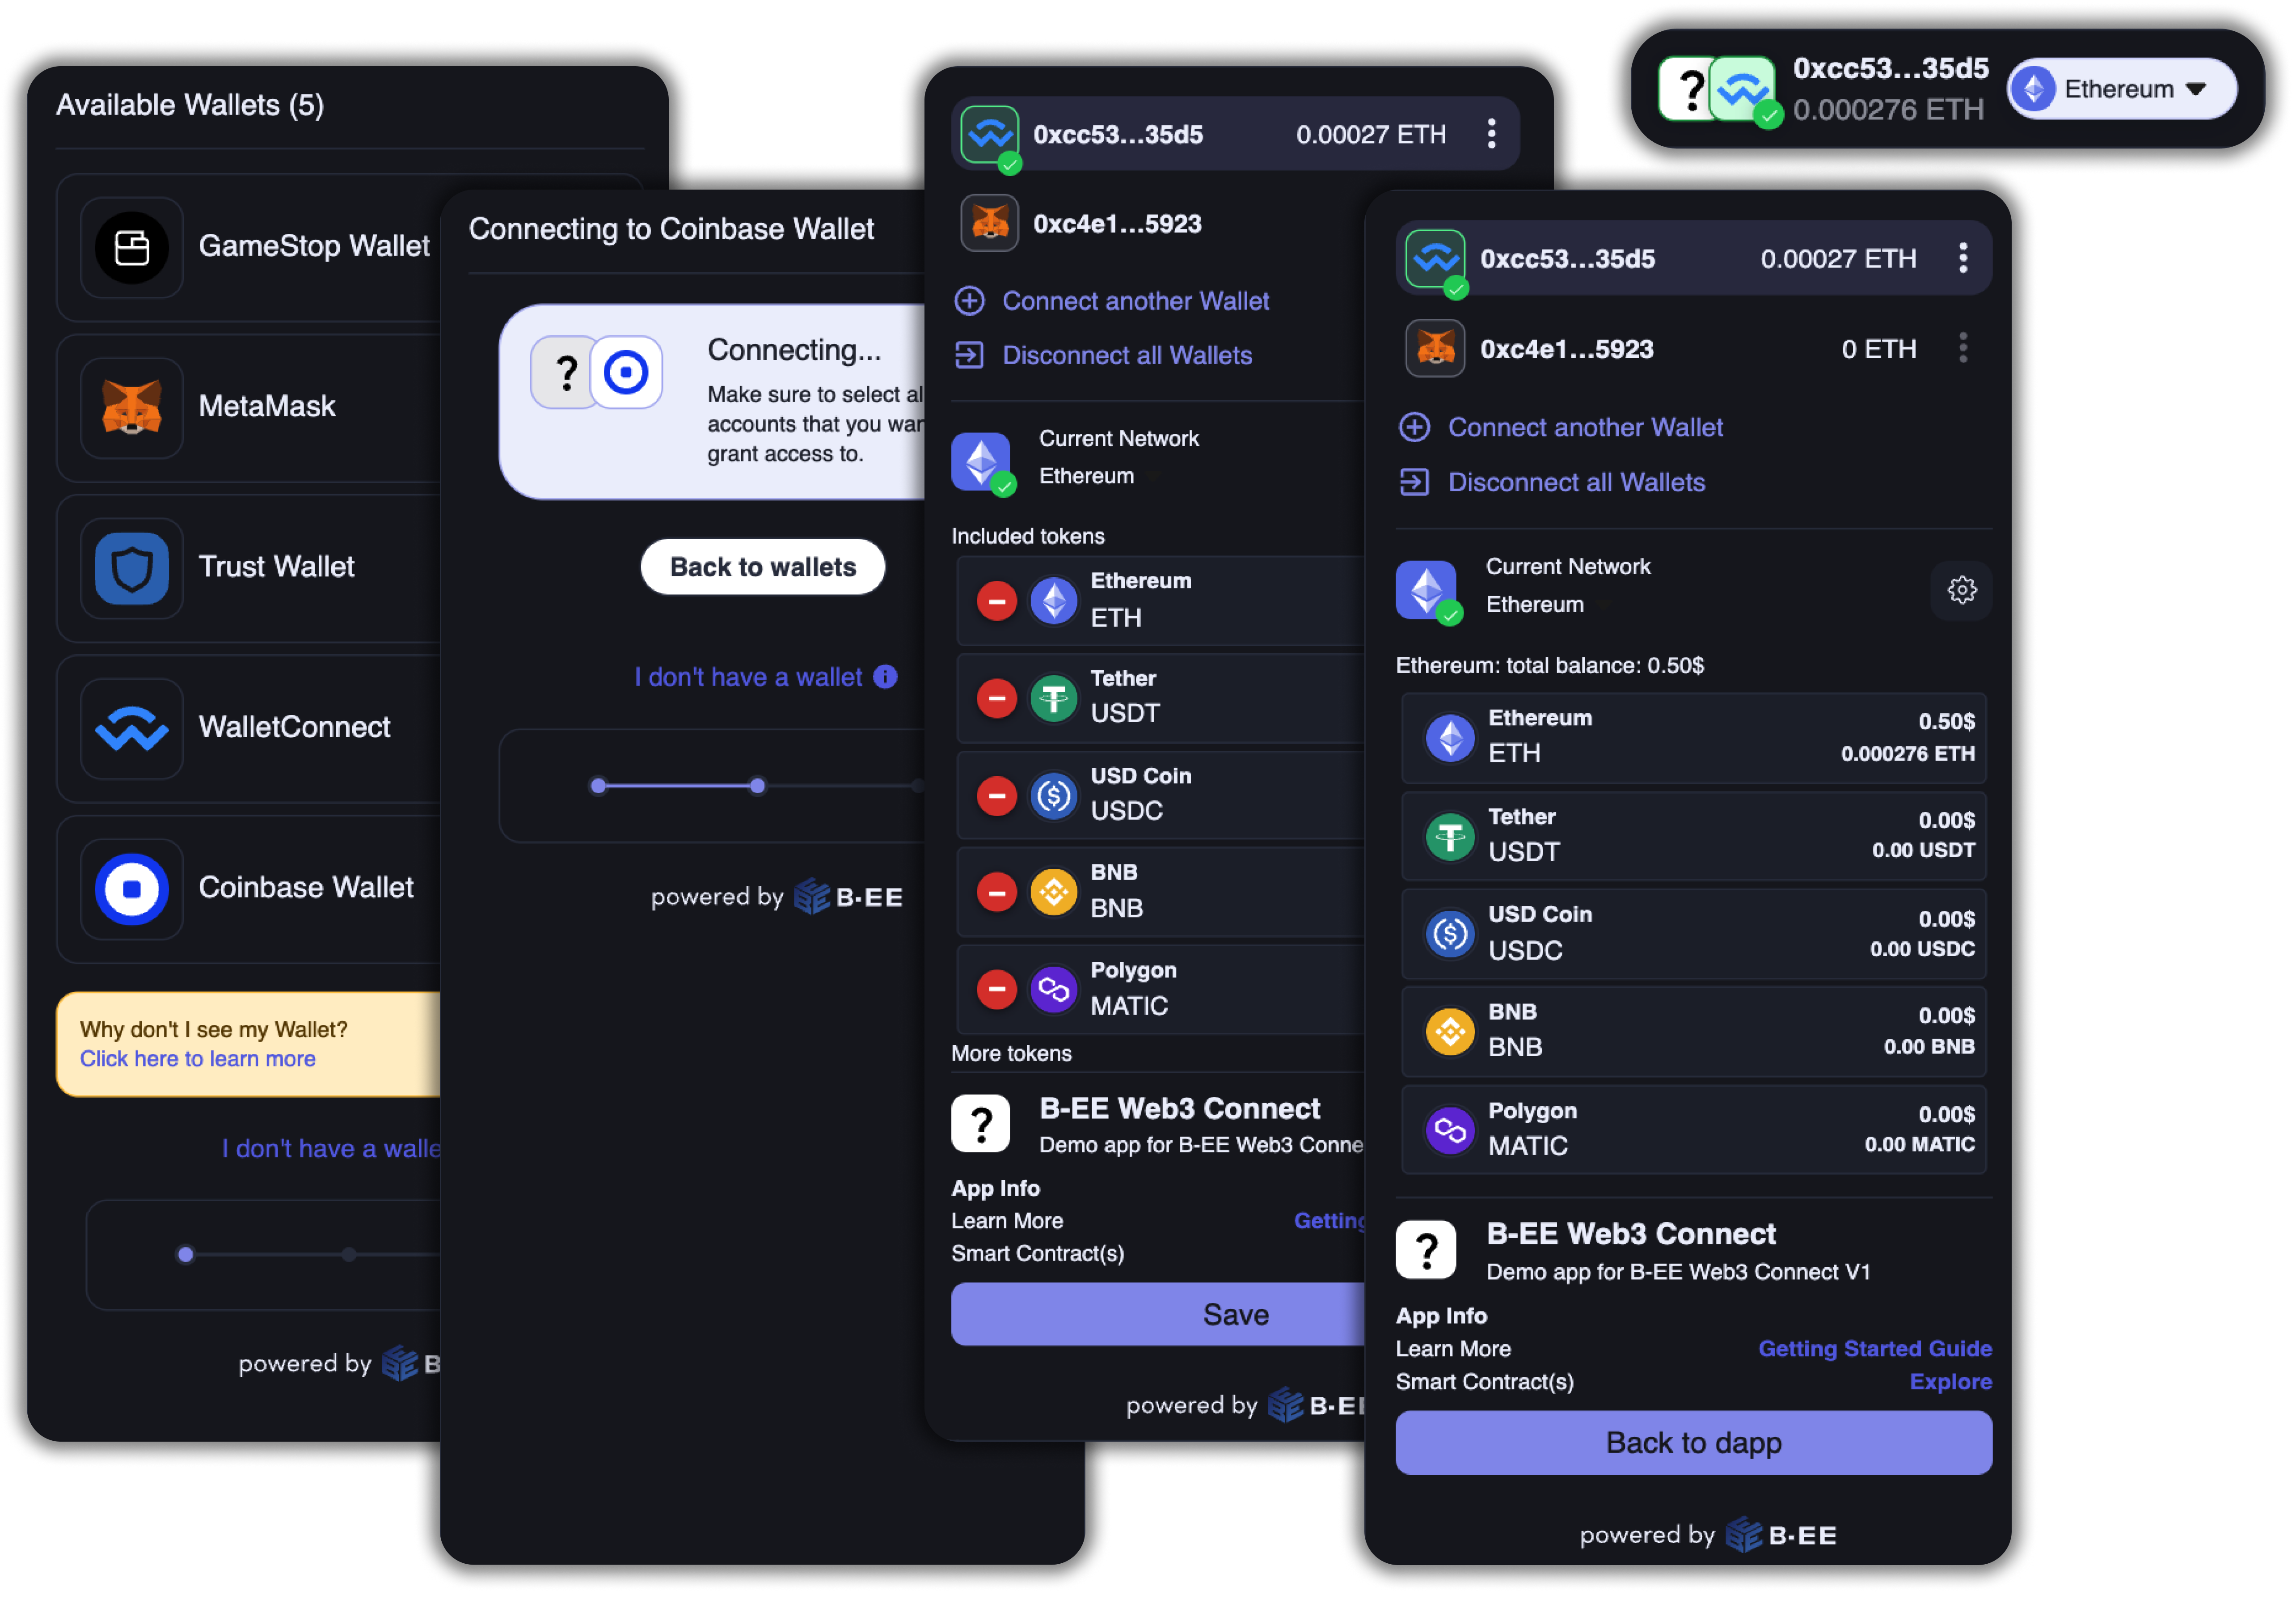 Available Wallets (5)
GameStop Wallet
MetaMask
Trust Wallet
WalletConnect
Coinbase Wallet
Why don't I see my Wallet?
Click here to learn more
I don't have a walle
powered by B
Connecting to Coinbase Wallet
?
Connecting...
Make sure to select al
accounts that you wan
grant access to.
Back to wallets
I don't have a wallet i
powered by B-EE
0xcc53...35d5 0.00027 ETH
0xc4e1...5923
Connect another Wallet
Disconnect all Wallets
Current Network
Ethereum
Included tokens
Ethereum
ETH
Tether
USDT
USD Coin
USDC
BNB
BNB
Polygon
MATIC
More tokens
?
B-EE Web3 Connect
Demo app for B-EE Web3 Conne
App Info
Learn More Getting
Smart Contract(s)
Save
powered by B-EE
?
0xcc53...35d5
0.000276 ETH
Ethereum
0xcc53...35d5 0.00027 ETH
0xc4e1...5923 0 ETH
Connect another Wallet
Disconnect all Wallets
Current Network
Ethereum
Ethereum: total balance: 0.50$
Ethereum 0.50$
ETH 0.000276 ETH
Tether 0.00$
USDT 0.00 USDT
USD Coin 0.00$
USDC 0.00 USDC
BNB 0.00$
BNB 0.00 BNB
Polygon 0.00$
MATIC 0.00 MATIC
?
B-EE Web3 Connect
Demo app for B-EE Web3 Connect V1
App Info
Learn More Getting Started Guide
Smart Contract(s) Explore
Back to dapp
powered by B-EE